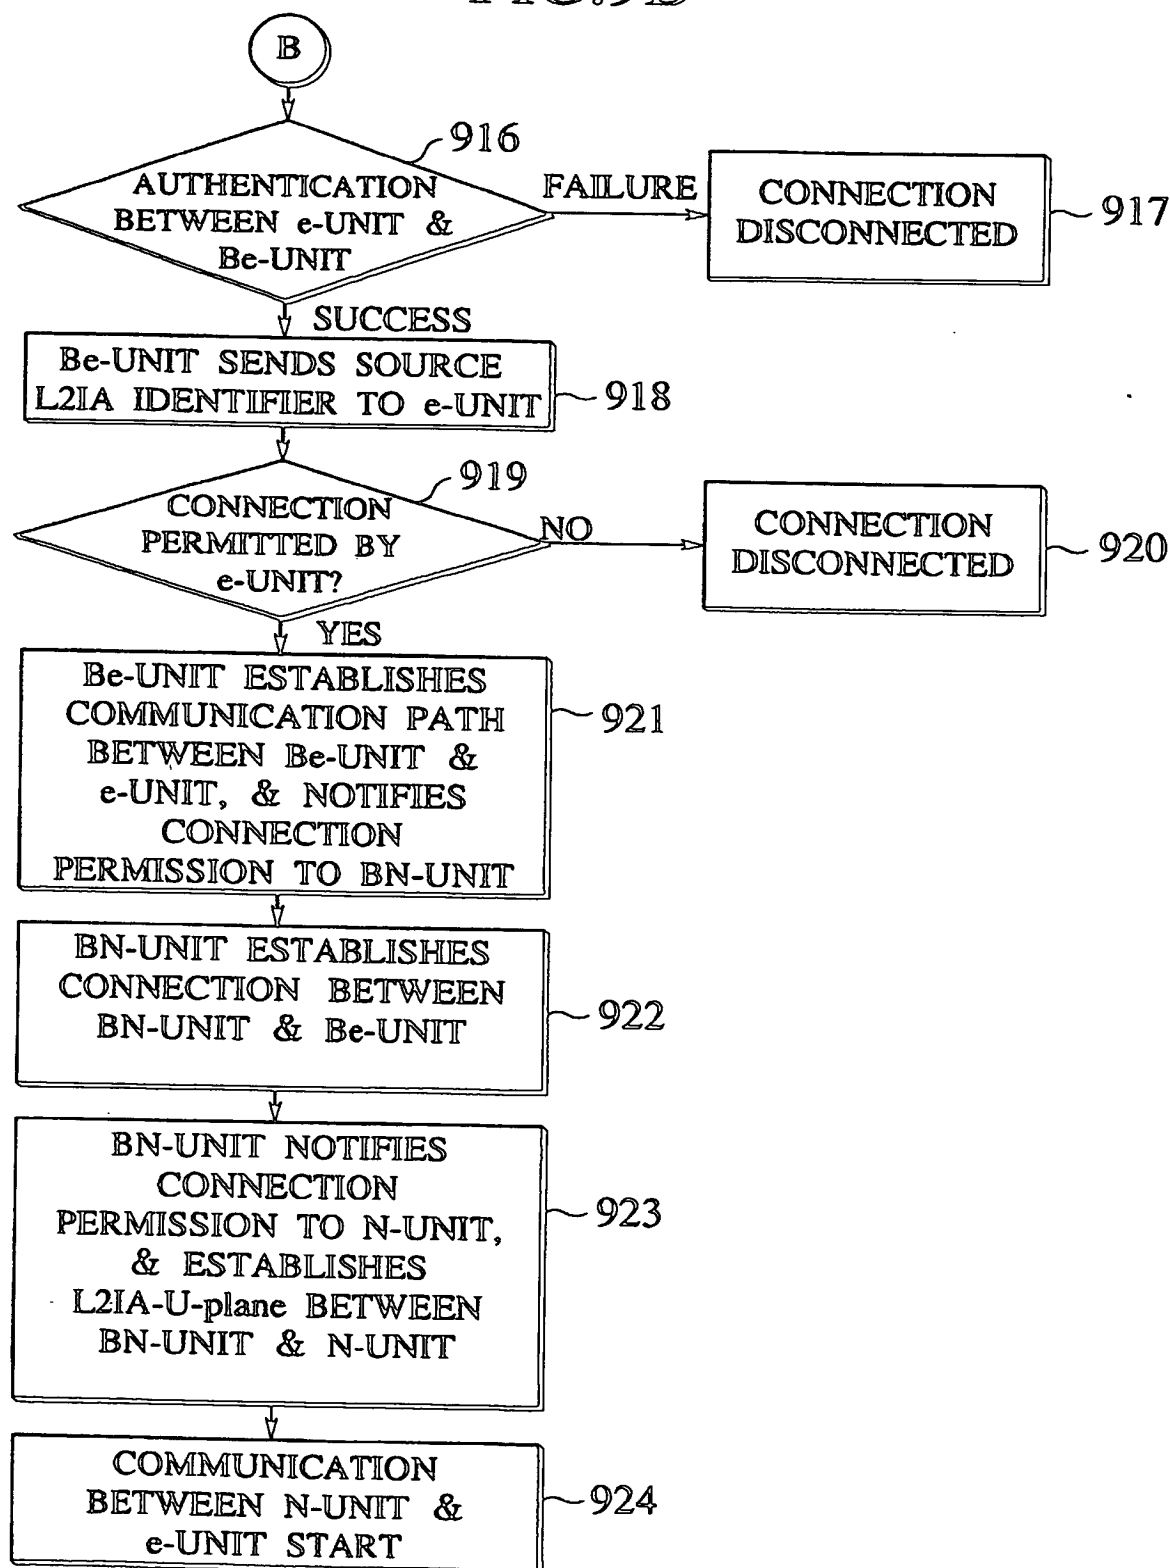 FIG.9B
B
916
AUTHENTICATION
BETWEEN e-UNIT &
Be-UNIT
FAILURE
CONNECTION
DISCONNECTED
917
SUCCESS
Be-UNIT SENDS SOURCE
L2IA IDENTIFIER TO e-UNIT
918
919
CONNECTION
PERMITTED BY
e-UNIT?
NO
CONNECTION
DISCONNECTED
920
YES
Be-UNIT ESTABLISHES
COMMUNICATION PATH
BETWEEN Be-UNIT &
e-UNIT, & NOTIFIES
CONNECTION
PERMISSION TO BN-UNIT
921
BN-UNIT ESTABLISHES
CONNECTION BETWEEN
BN-UNIT & Be-UNIT
922
BN-UNIT NOTIFIES
CONNECTION
PERMISSION TO N-UNIT,
& ESTABLISHES
L2IA-U-plane BETWEEN
BN-UNIT & N-UNIT
923
COMMUNICATION
BETWEEN N-UNIT &
e-UNIT START
924